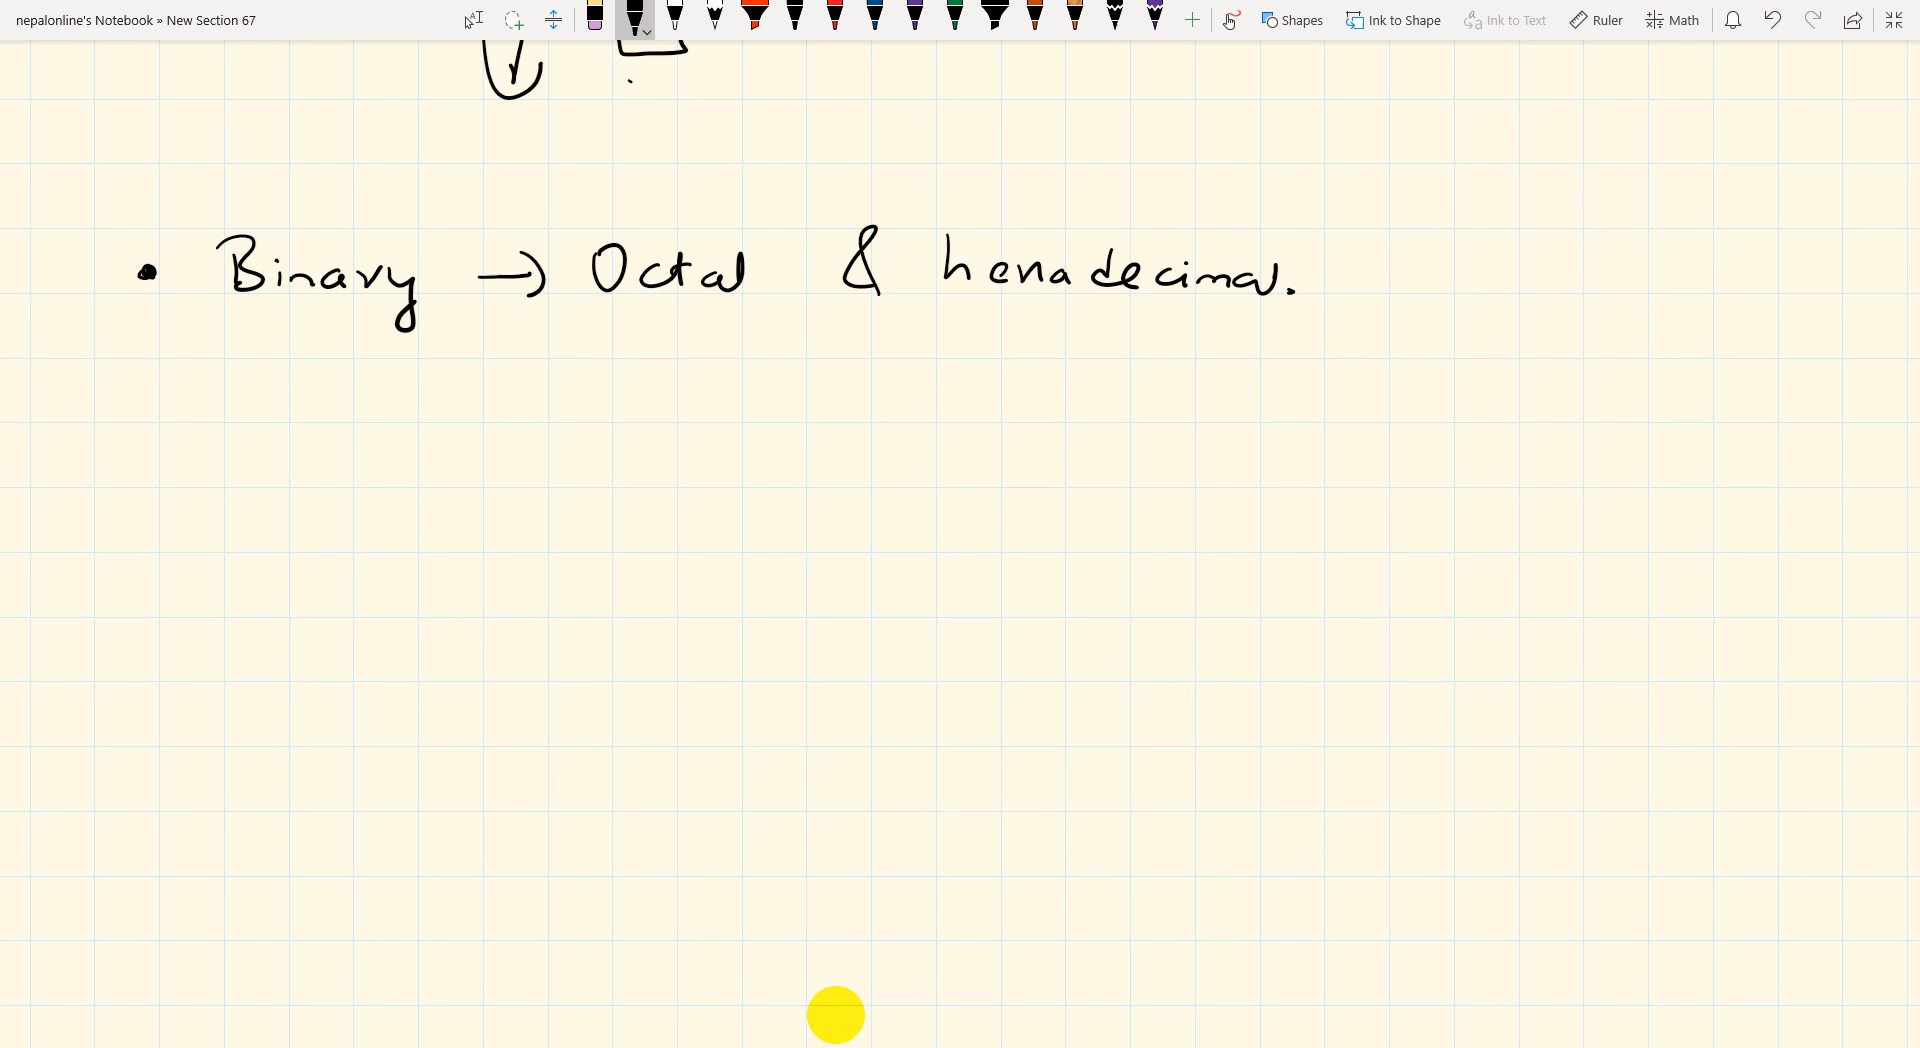 nepalonline's Notebook » New Section 67
Shapes
Ink to Shape
Ink to Text
Ruler
Math
• Binary → Octal & hexadecimal.